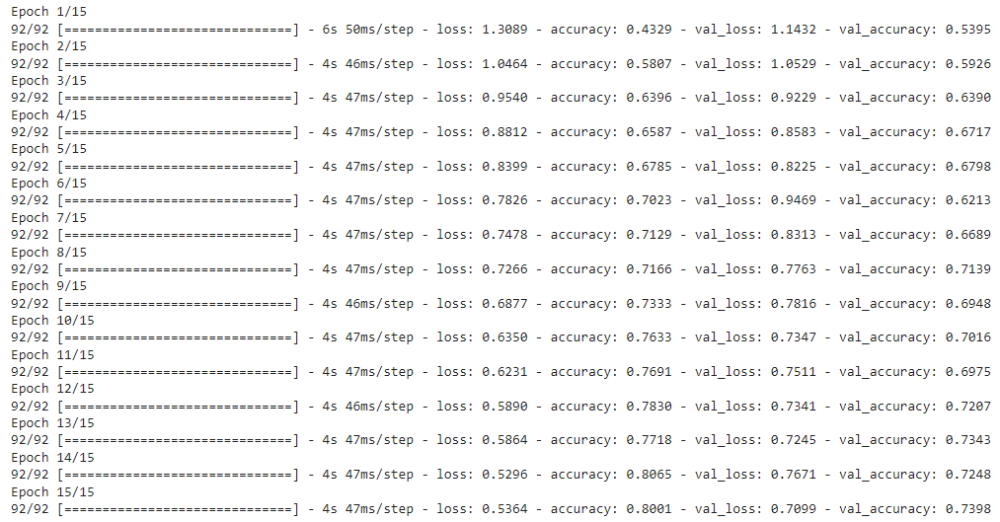 Epoch 1/15
92/92 [==============================] - 6s 50ms/step - loss: 1.3089 - accuracy: 0.4329 - val_loss: 1.1432 - val_accuracy: 0.5395
Epoch 2/15
92/92 [==============================] - 4s 46ms/step - loss: 1.0464 - accuracy: 0.5807 - val_loss: 1.0529 - val_accuracy: 0.5926
Epoch 3/15
92/92 [==============================] - 4s 47ms/step - loss: 0.9540 - accuracy: 0.6396 - val_loss: 0.9229 - val_accuracy: 0.6390
Epoch 4/15
92/92 [==============================] - 4s 47ms/step - loss: 0.8812 - accuracy: 0.6587 - val_loss: 0.8583 - val_accuracy: 0.6717
Epoch 5/15
92/92 [==============================] - 4s 47ms/step - loss: 0.8399 - accuracy: 0.6785 - val_loss: 0.8225 - val_accuracy: 0.6798
Epoch 6/15
92/92 [==============================] - 4s 47ms/step - loss: 0.7826 - accuracy: 0.7023 - val_loss: 0.9469 - val_accuracy: 0.6213
Epoch 7/15
92/92 [==============================] - 4s 47ms/step - loss: 0.7478 - accuracy: 0.7129 - val_loss: 0.8313 - val_accuracy: 0.6689
Epoch 8/15
92/92 [==============================] - 4s 47ms/step - loss: 0.7266 - accuracy: 0.7166 - val_loss: 0.7763 - val_accuracy: 0.7139
Epoch 9/15
92/92 [==============================] - 4s 46ms/step - loss: 0.6877 - accuracy: 0.7333 - val_loss: 0.7816 - val_accuracy: 0.6948
Epoch 10/15
92/92 [==============================] - 4s 47ms/step - loss: 0.6350 - accuracy: 0.7633 - val_loss: 0.7347 - val_accuracy: 0.7016
Epoch 11/15
92/92 [==============================] - 4s 47ms/step - loss: 0.6231 - accuracy: 0.7691 - val_loss: 0.7511 - val_accuracy: 0.6975
Epoch 12/15
92/92 [==============================] - 4s 46ms/step - loss: 0.5890 - accuracy: 0.7830 - val_loss: 0.7341 - val_accuracy: 0.7207
Epoch 13/15
92/92 [==============================] - 4s 47ms/step - loss: 0.5864 - accuracy: 0.7718 - val_loss: 0.7245 - val_accuracy: 0.7343
Epoch 14/15
92/92 [==============================] - 4s 47ms/step - loss: 0.5296 - accuracy: 0.8065 - val_loss: 0.7671 - val_accuracy: 0.7248
Epoch 15/15
92/92 [==============================] - 4s 47ms/step - loss: 0.5364 - accuracy: 0.8001 - val_loss: 0.7099 - val_accuracy: 0.7398